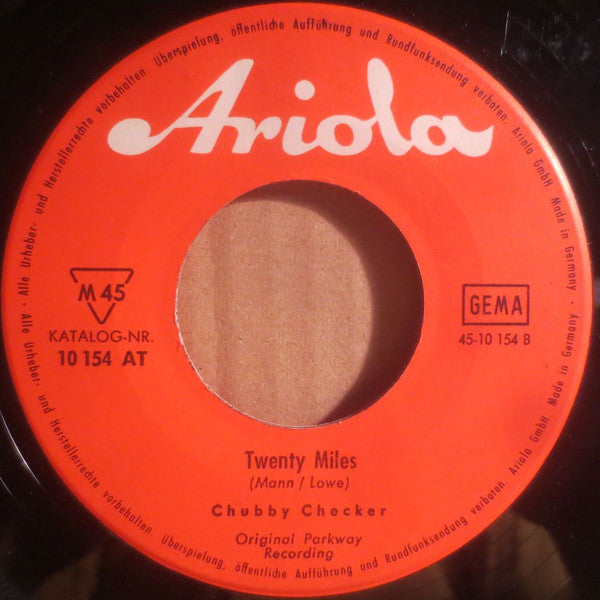 Alle Urheber- und Herstellerrechte vorbehalten. Überspielung, öffentliche Aufführung und Rundfunksendung verboten. Ariola GmbH. Made in Germany ·
Ariola
M 45
KATALOG-NR.
10 154 AT
GEMA
45-10 154 B
Twenty Miles
(Mann / Lowe)
Chubby Checker
Original Parkway
Recording
Alle Urheber- und Herstellerrechte vorbehalten. Überspielung, öffentliche Aufführung und Rundfunksendung verboten. Ariola GmbH. Made in Germany ·